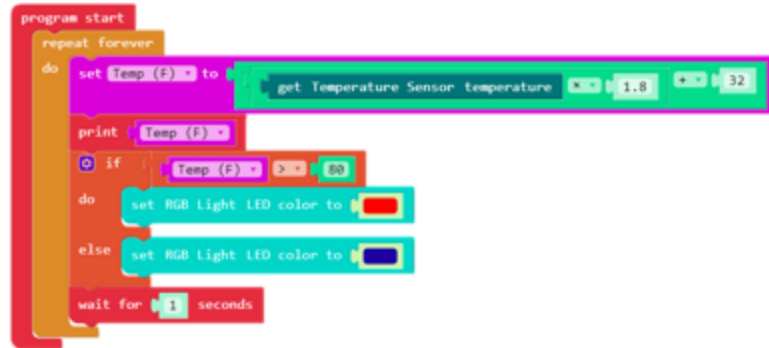 program start
repeat forever
do set Temp (F) to get Temperature Sensor temperature × 1.8 + 32
print Temp (F)
if Temp (F) > 80
do set RGB Light LED color to
else set RGB Light LED color to
wait for 1 seconds